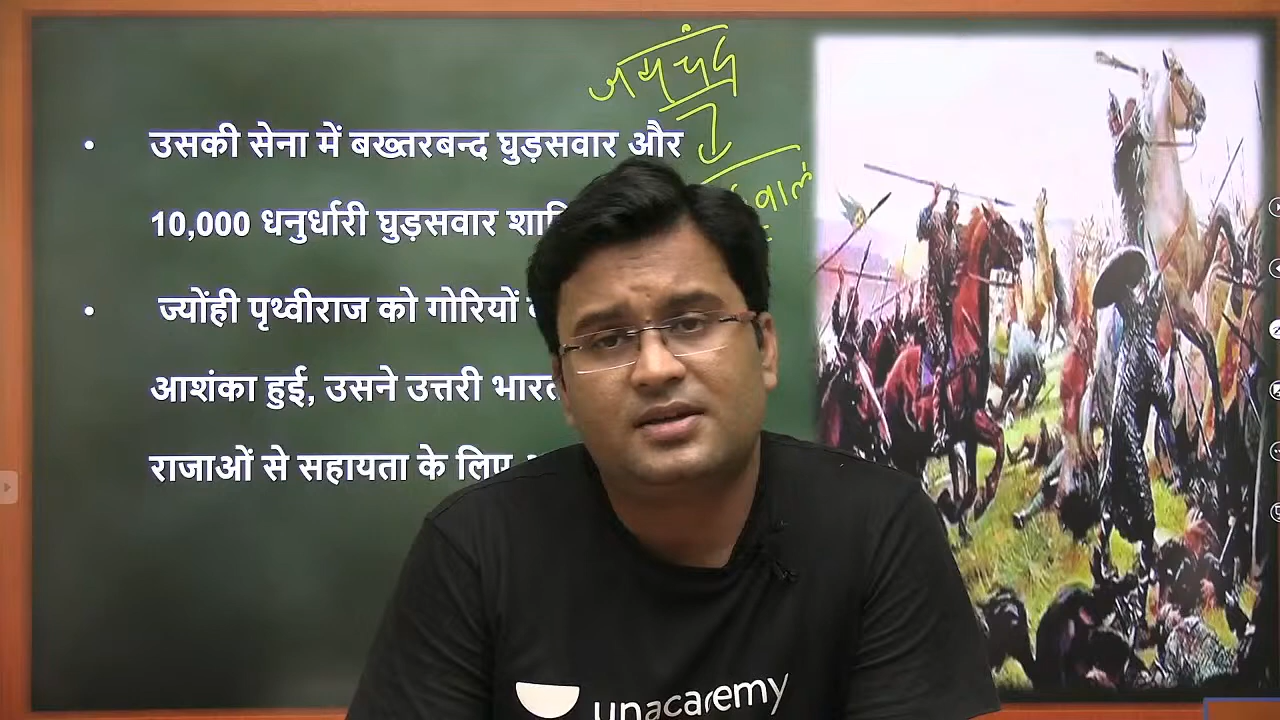 जयचंद्र
उसकी सेना में बख्तरबन्द घुड़सवार और
10,000 धनुर्धारी घुड़सवार
ज्योंही पृथ्वीराज को गोरियों
आशंका हुई, उसने उत्तरी भारत
राजाओं से सहायता के लिए
unacademy